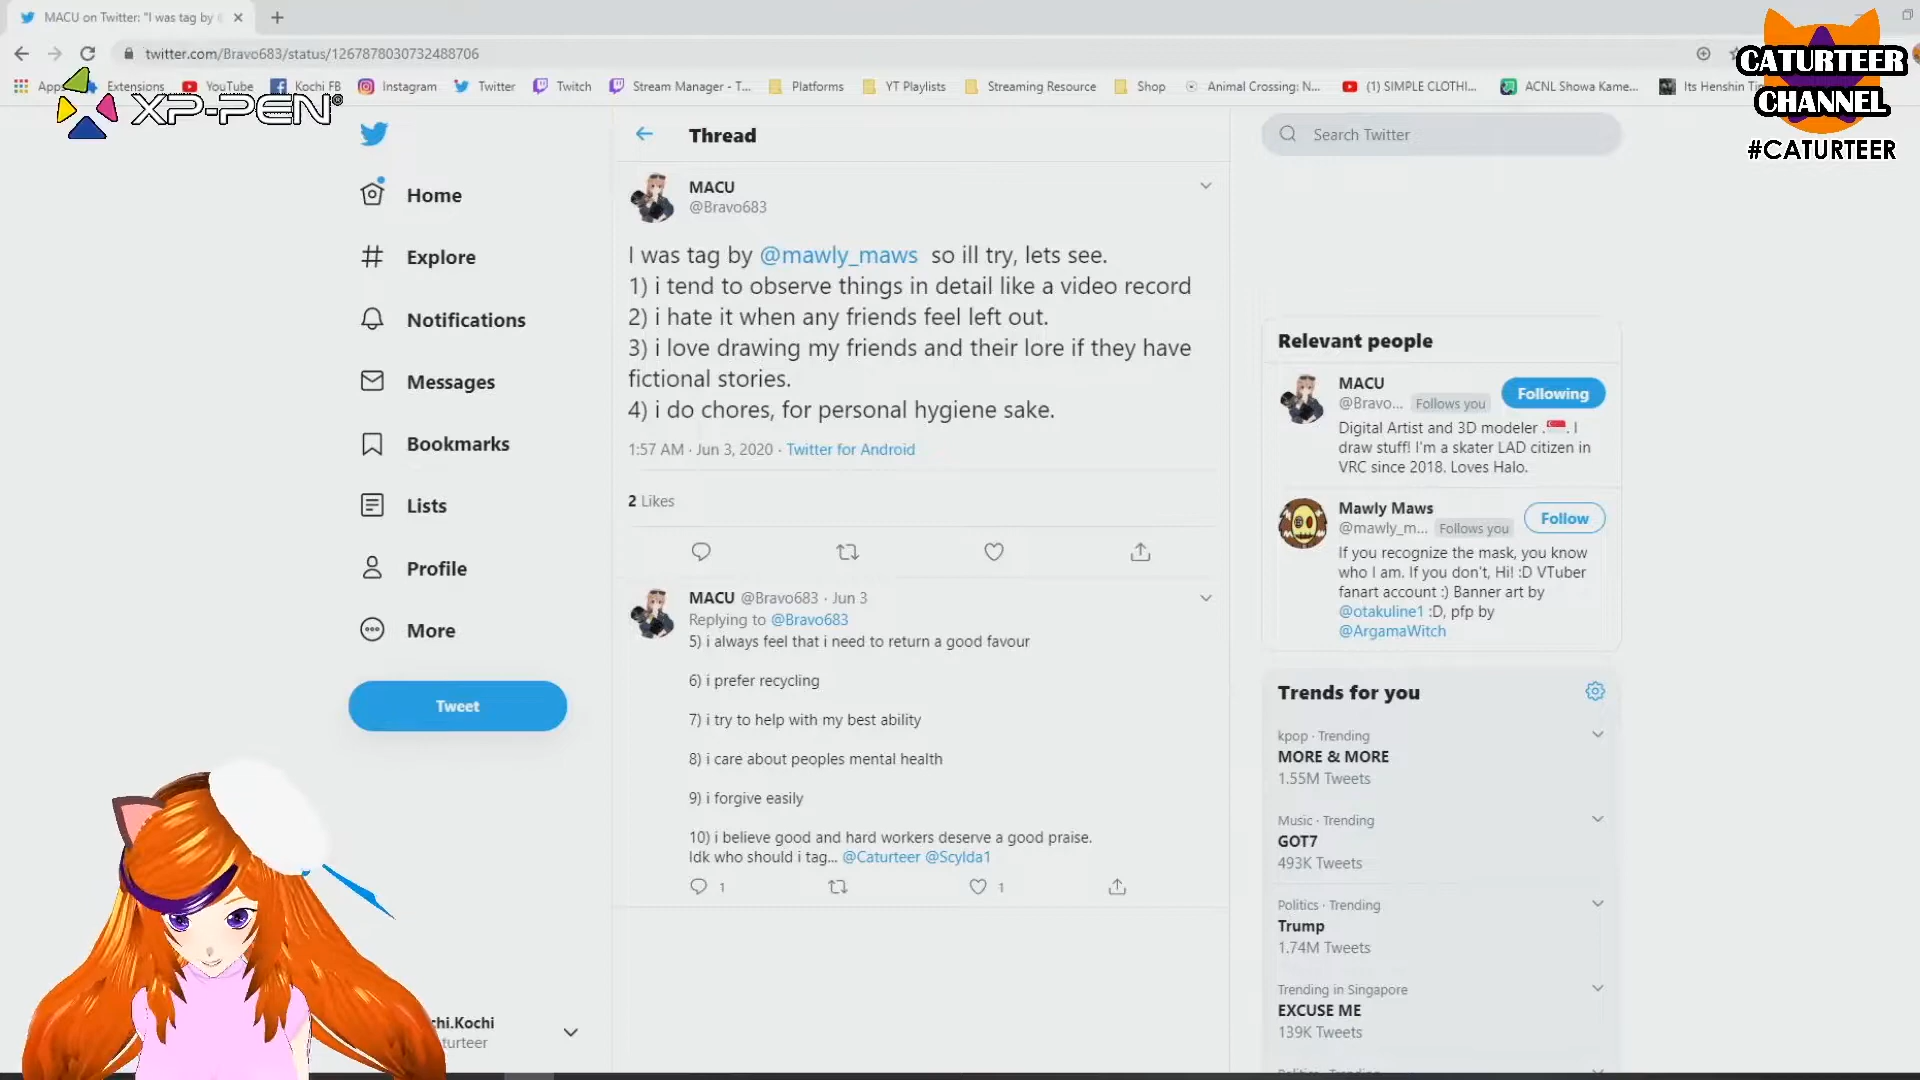 MACU on Twitter: "I was tag by
twitter.com/Bravo683/status/1267878030732488706
Apps
Extensions
YouTube
Kochi FB
Instagram
Twitter
Twitch
Stream Manager - T...
Platforms
YT Playlists
Streaming Resource
Shop
Animal Crossing: N...
(1) SIMPLE CLOTHI...
ACNL Showa Kame...
Its Henshin
CATURTEER
CHANNEL
#CATURTEER
XP-PEN®
Home
Explore
Notifications
Messages
Bookmarks
Lists
Profile
More
Tweet
chi.Kochi
turteer
Thread
MACU
@Bravo683
I was tag by @mawly_maws so ill try, lets see.
1) i tend to observe things in detail like a video record
2) i hate it when any friends feel left out.
3) i love drawing my friends and their lore if they have
fictional stories.
4) i do chores, for personal hygiene sake.
1:57 AM · Jun 3, 2020 · Twitter for Android
2 Likes
MACU @Bravo683 · Jun 3
Replying to @Bravo683
5) i always feel that i need to return a good favour
6) i prefer recycling
7) i try to help with my best ability
8) i care about peoples mental health
9) i forgive easily
10) i believe good and hard workers deserve a good praise.
Idk who should i tag... @Caturteer @Scylda1
1
1
Search Twitter
Relevant people
MACU
@Bravo... Follows you
Following
Digital Artist and 3D modeler . . I
draw stuff! I'm a skater LAD citizen in
VRC since 2018. Loves Halo.
Mawly Maws
@mawly_m... Follows you
Follow
If you recognize the mask, you know
who I am. If you don't, Hi! :D VTuber
fanart account :) Banner art by
@otakuline1 :D, pfp by
@ArgamaWitch
Trends for you
kpop · Trending
MORE & MORE
1.55M Tweets
Music · Trending
GOT7
493K Tweets
Politics · Trending
Trump
1.74M Tweets
Trending in Singapore
EXCUSE ME
139K Tweets